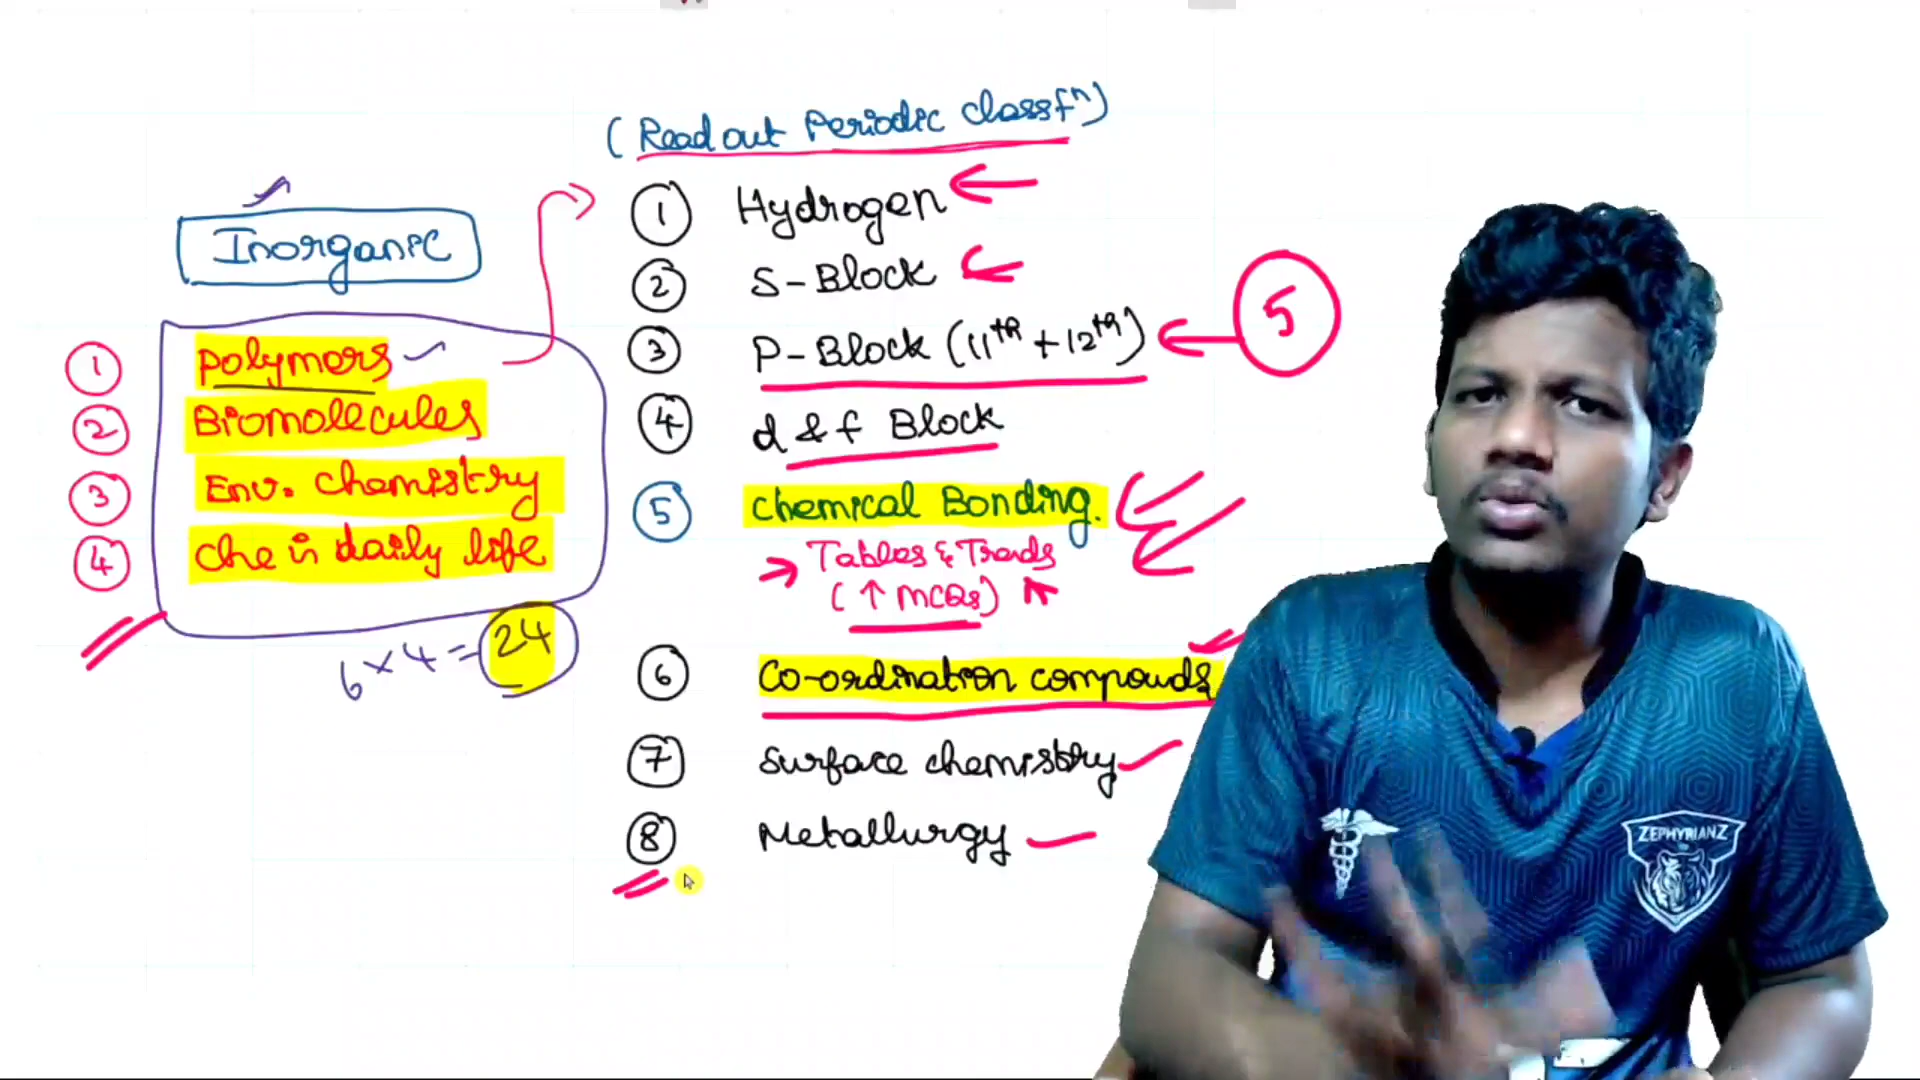 Inorganic
1 Polymers
2 Biomolecules
3 Env. chemistry
4 Che in daily life
6 x 4 = 24
(Read out Periodic classfⁿ)
1 Hydrogen
2 S-Block
3 P-Block (11th + 12th)
5
4 d & f Block
5 Chemical Bonding.
→ Tables & Trends
(↑ MCQs)
6 Co-ordination compounds
7 Surface chemistry
8 Metallurgy
ZEPHYRIANZ